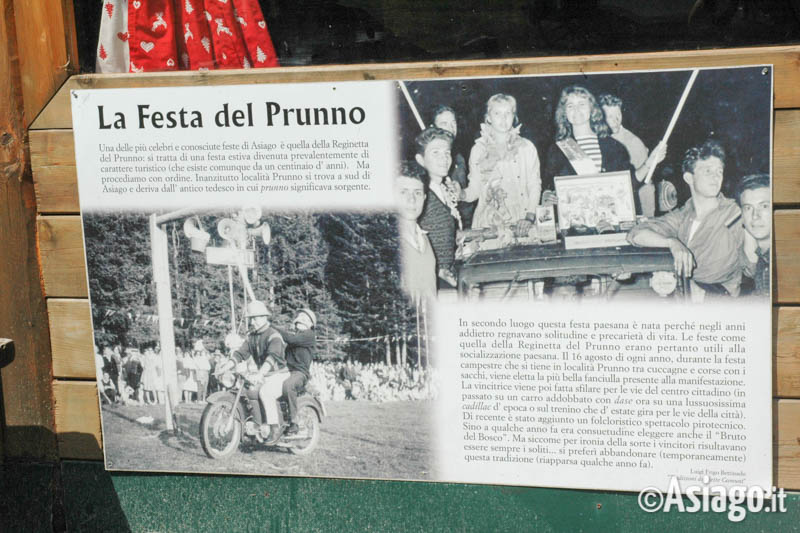 La Festa del Prunno
Una delle più celebri e conosciute feste di Asiago è quella della Reginetta
del Prunno: si tratta di una festa estiva divenuta prevalentemente di
carattere turistico (che esiste comunque da un centinaio d' anni). Ma
procediamo con ordine. Innanzitutto località Prunno si trova a sud di
Asiago e deriva dall' antico tedesco in cui prunno significava sorgente.
In secondo luogo questa festa paesana è nata perché negli anni
addietro regnavano solitudine e precarietà di vita. Le feste come
quella della Reginetta del Prunno erano pertanto utili alla
socializzazione paesana. Il 16 agosto di ogni anno, durante la festa
campestre che si tiene in località Prunno tra cuccagne e corse con i
sacchi, viene eletta la più bella fanciulla presente alla manifestazione.
La vincitrice viene poi fatta sfilare per le vie del centro cittadino (in
passato su un carro addobbato con dase ora su una lussuosissima
cadillac d' epoca o sul trenino che d' estate gira per le vie della città).
Di recente è stato aggiunto un folcloristico spettacolo pirotecnico.
Sino a qualche anno fa era consuetudine eleggere anche il "Bruto
del Bosco". Ma siccome per ironia della sorte i vincitori risultavano
essere sempre i soliti... si preferì abbandonare (temporaneamente)
questa tradizione (riapparsa qualche anno fa).
Luigi Frigo Bettinado
©Asiago.it